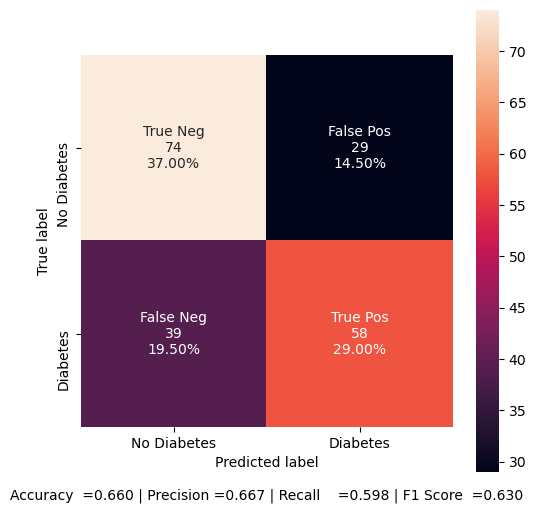 True Neg
74
37.00%
False Pos
29
14.50%
False Neg
39
19.50%
True Pos
58
29.00%
True label
No Diabetes
Diabetes
No Diabetes
Diabetes
Predicted label
Accuracy =0.660 | Precision =0.667 | Recall =0.598 | F1 Score =0.630
70
65
60
55
50
45
40
35
30